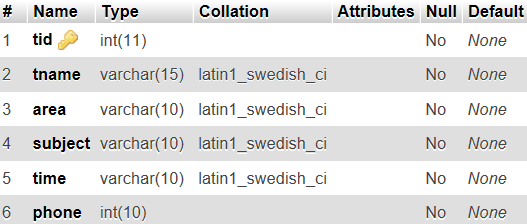 # Name Type Collation Attributes Null Default
1 tid int(11) No None
2 tname varchar(15) latin1_swedish_ci No None
3 area varchar(10) latin1_swedish_ci No None
4 subject varchar(10) latin1_swedish_ci No None
5 time varchar(10) latin1_swedish_ci No None
6 phone int(10) No None